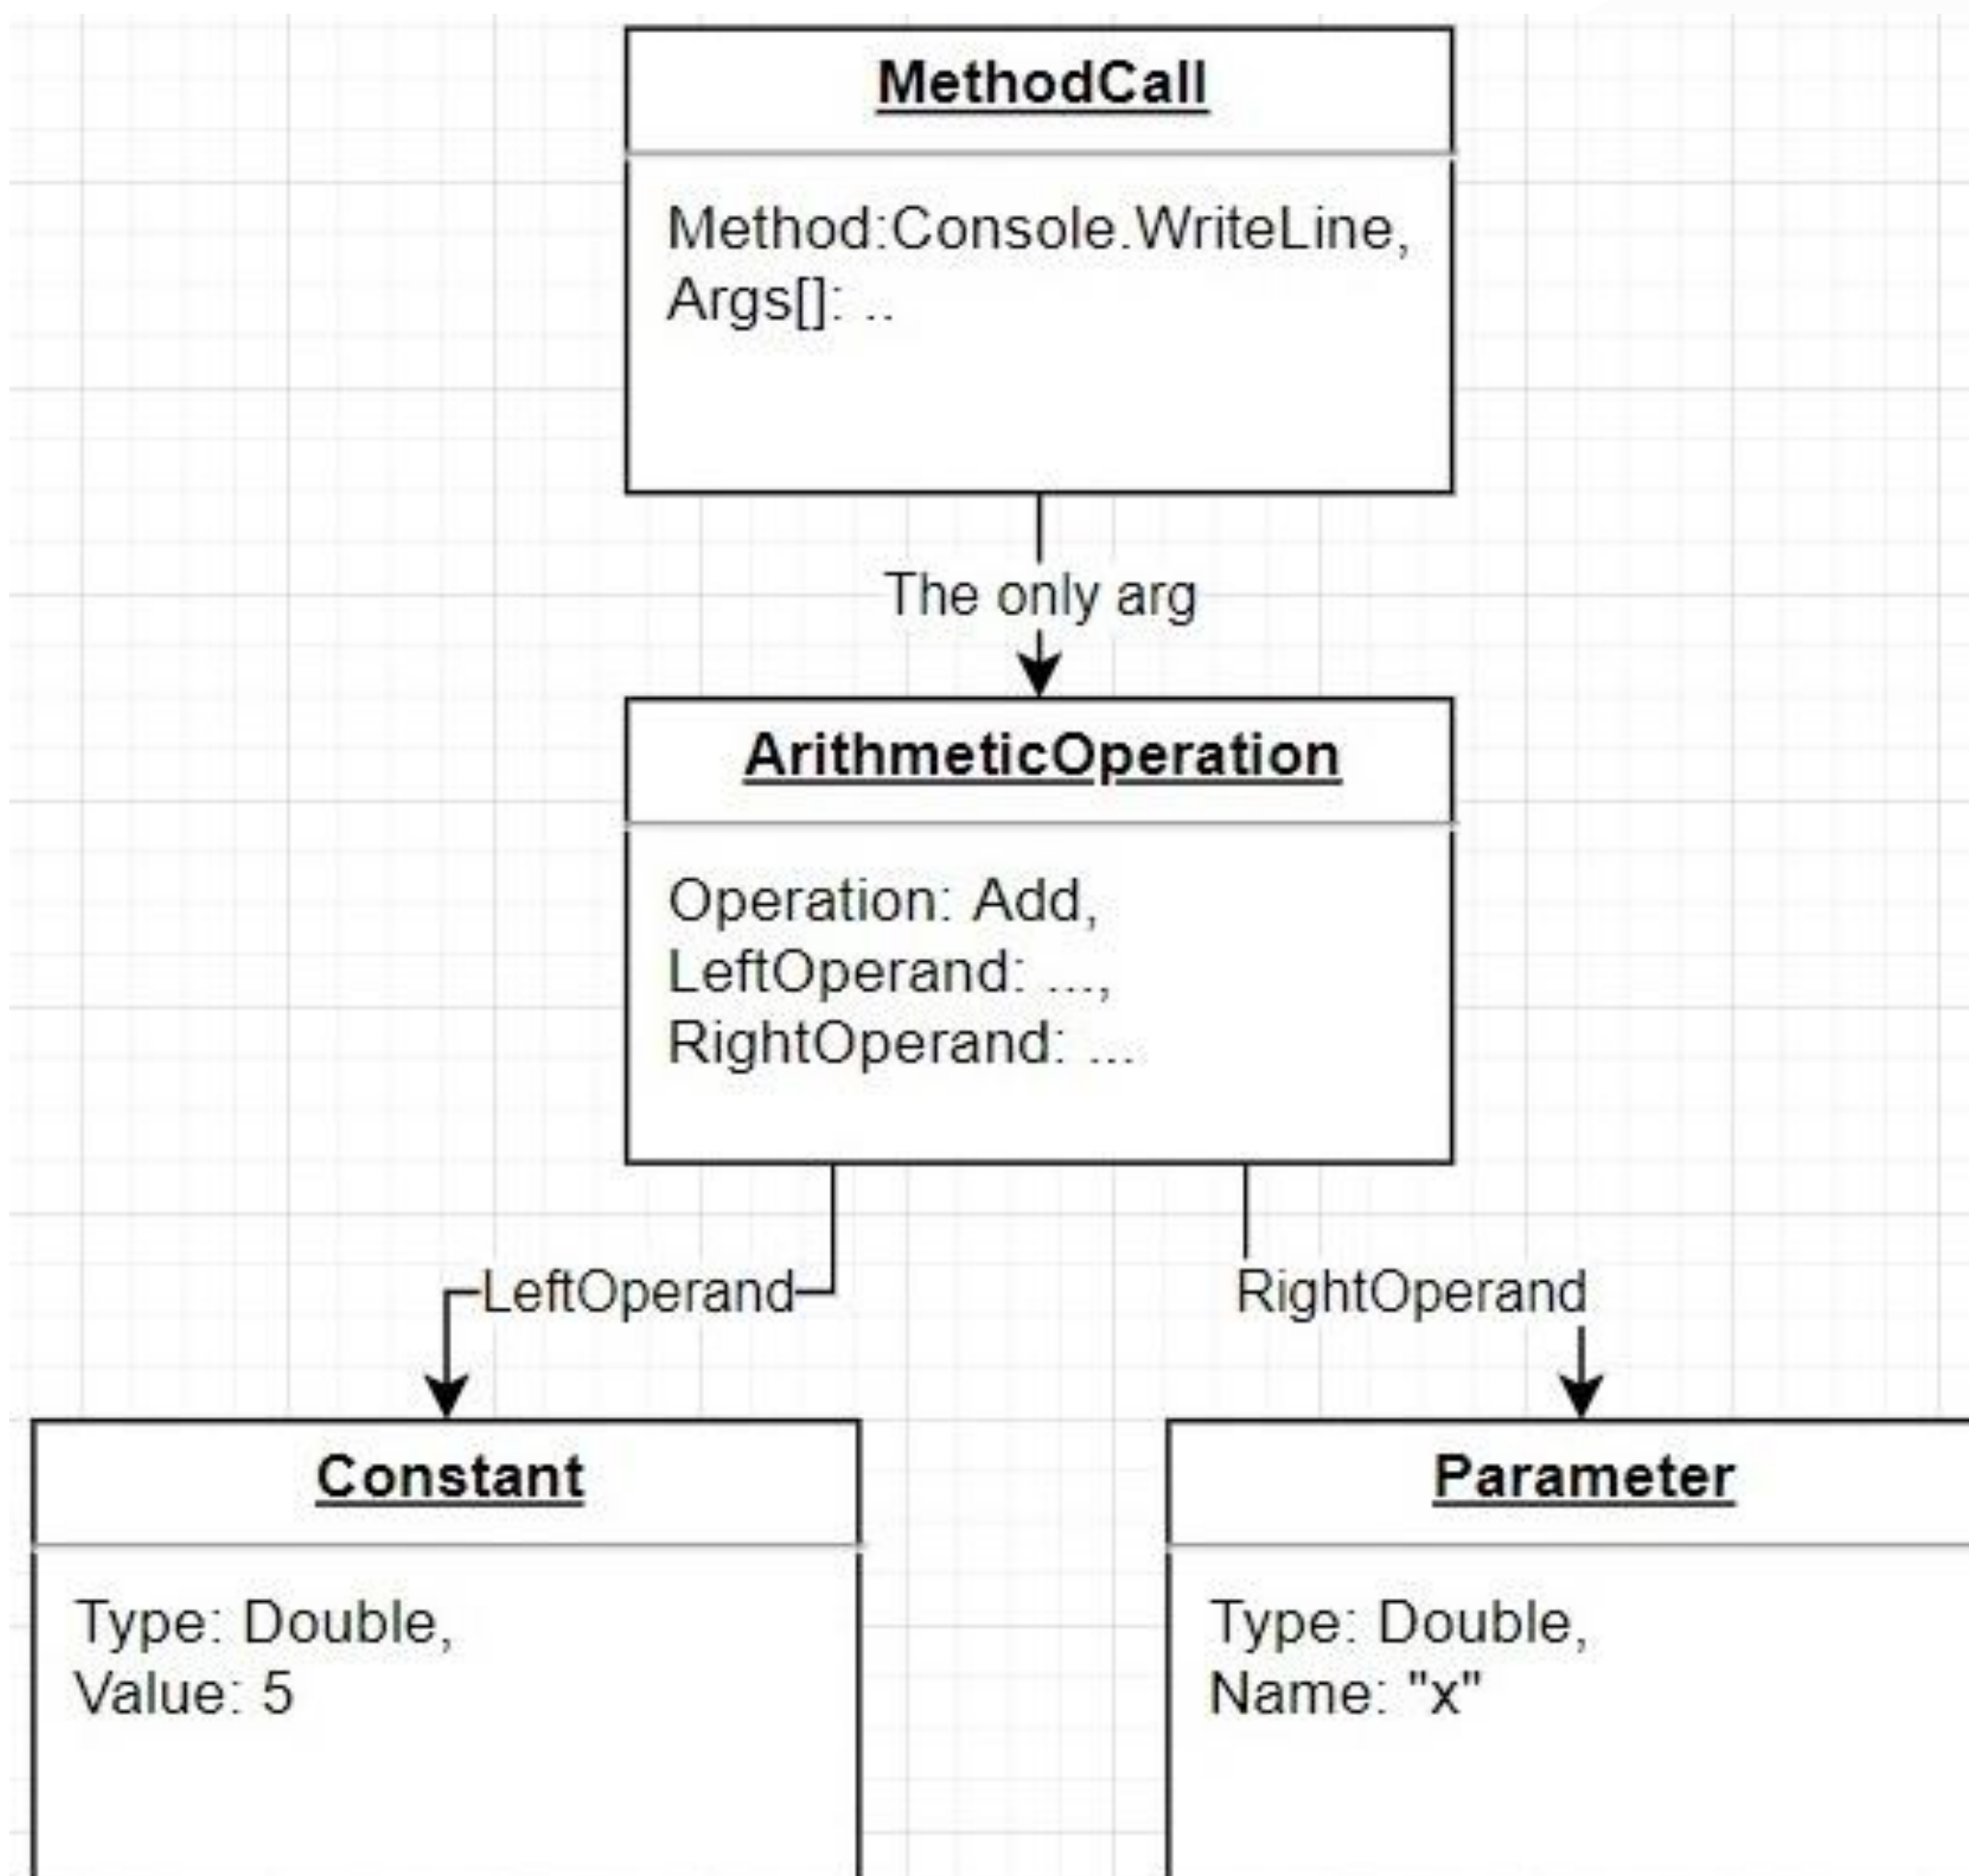 MethodCall
Method:Console.WriteLine,
Args[]: ..
The only arg
ArithmeticOperation
Operation: Add,
LeftOperand: ...,
RightOperand: ...
LeftOperand
RightOperand
Constant
Type: Double,
Value: 5
Parameter
Type: Double,
Name: "x"